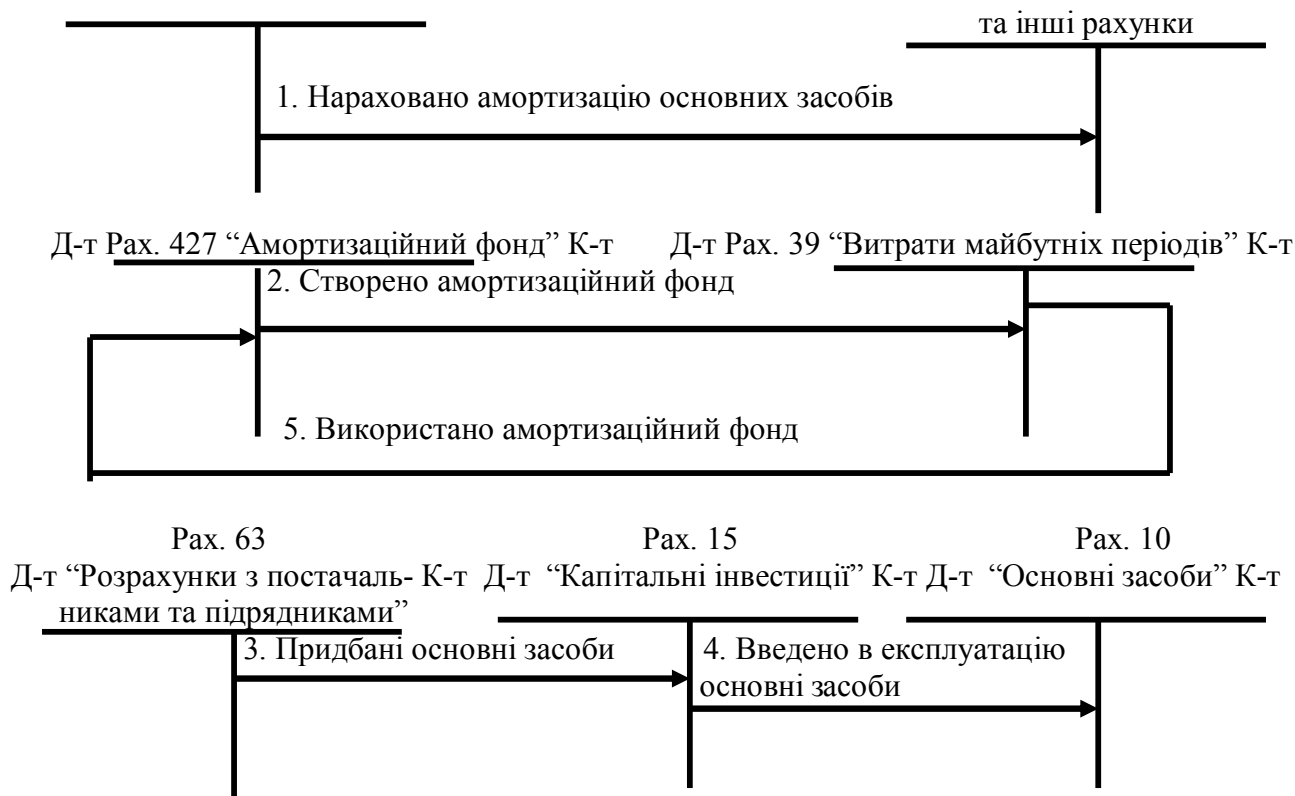 та інші рахунки
1. Нараховано амортизацію основних засобів
Д-т Рах. 427 “Амортизаційний фонд” К-т Д-т Рах. 39 “Витрати майбутніх періодів” К-т
2. Створено амортизаційний фонд
5. Використано амортизаційний фонд
Рах. 63 Рах. 15 Рах. 10
Д-т “Розрахунки з постачаль- К-т Д-т “Капітальні інвестиції” К-т Д-т “Основні засоби” К-т
никами та підрядниками”
3. Придбані основні засоби 4. Введено в експлуатацію
основні засоби